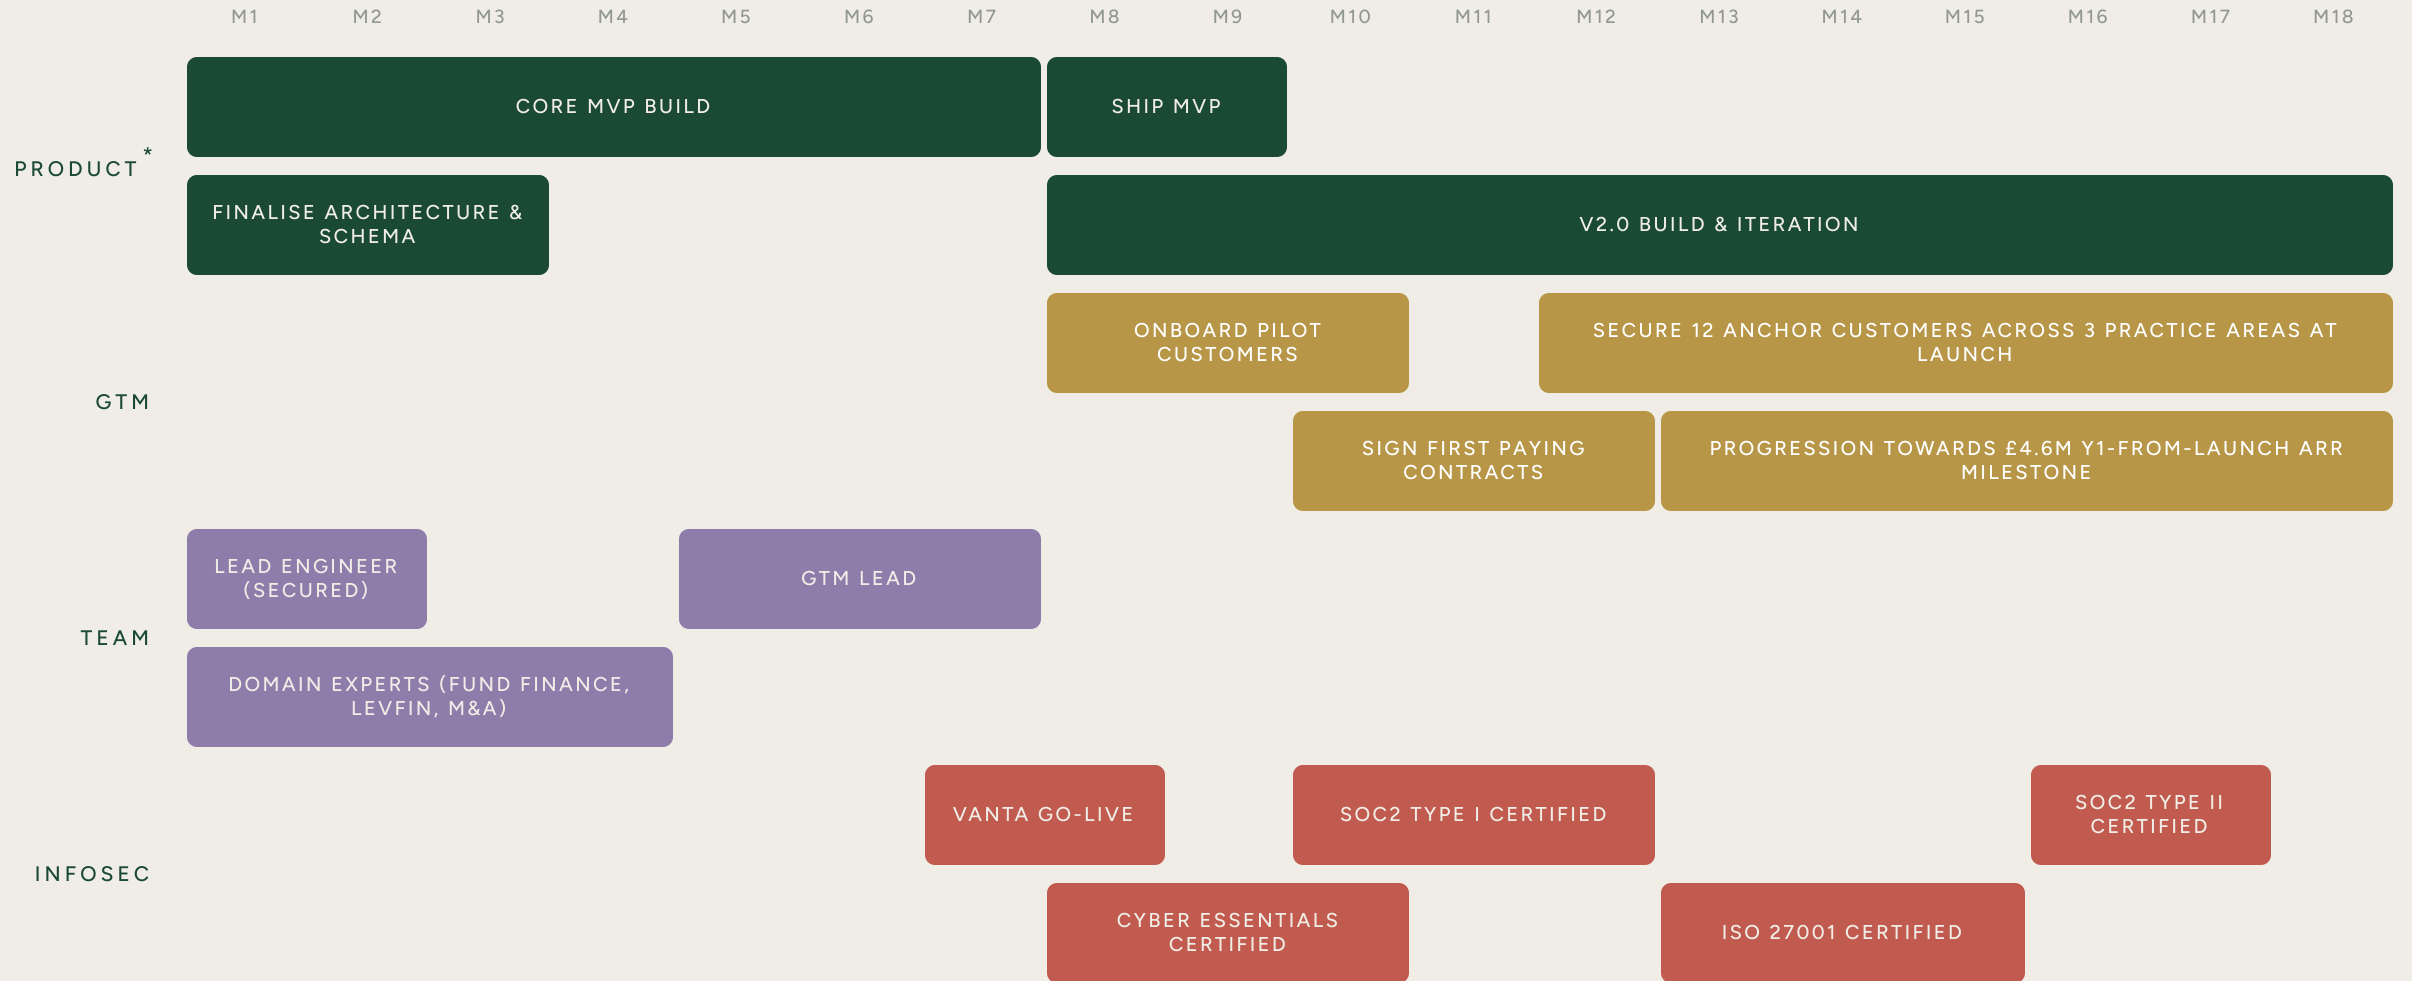 M1 M2 M3 M4 M5 M6 M7 M8 M9 M10 M11 M12 M13 M14 M15 M16 M17 M18
PRODUCT*
CORE MVP BUILD
SHIP MVP
FINALISE ARCHITECTURE &
SCHEMA
V2.0 BUILD & ITERATION
GTM
ONBOARD PILOT
CUSTOMERS
SECURE 12 ANCHOR CUSTOMERS ACROSS 3 PRACTICE AREAS AT
LAUNCH
SIGN FIRST PAYING
CONTRACTS
PROGRESSION TOWARDS £4.6M Y1-FROM-LAUNCH ARR
MILESTONE
TEAM
LEAD ENGINEER
(SECURED)
GTM LEAD
DOMAIN EXPERTS (FUND FINANCE,
LEVFIN, M&A)
INFOSEC
VANTA GO-LIVE
SOC2 TYPE I CERTIFIED
SOC2 TYPE II
CERTIFIED
CYBER ESSENTIALS
CERTIFIED
ISO 27001 CERTIFIED